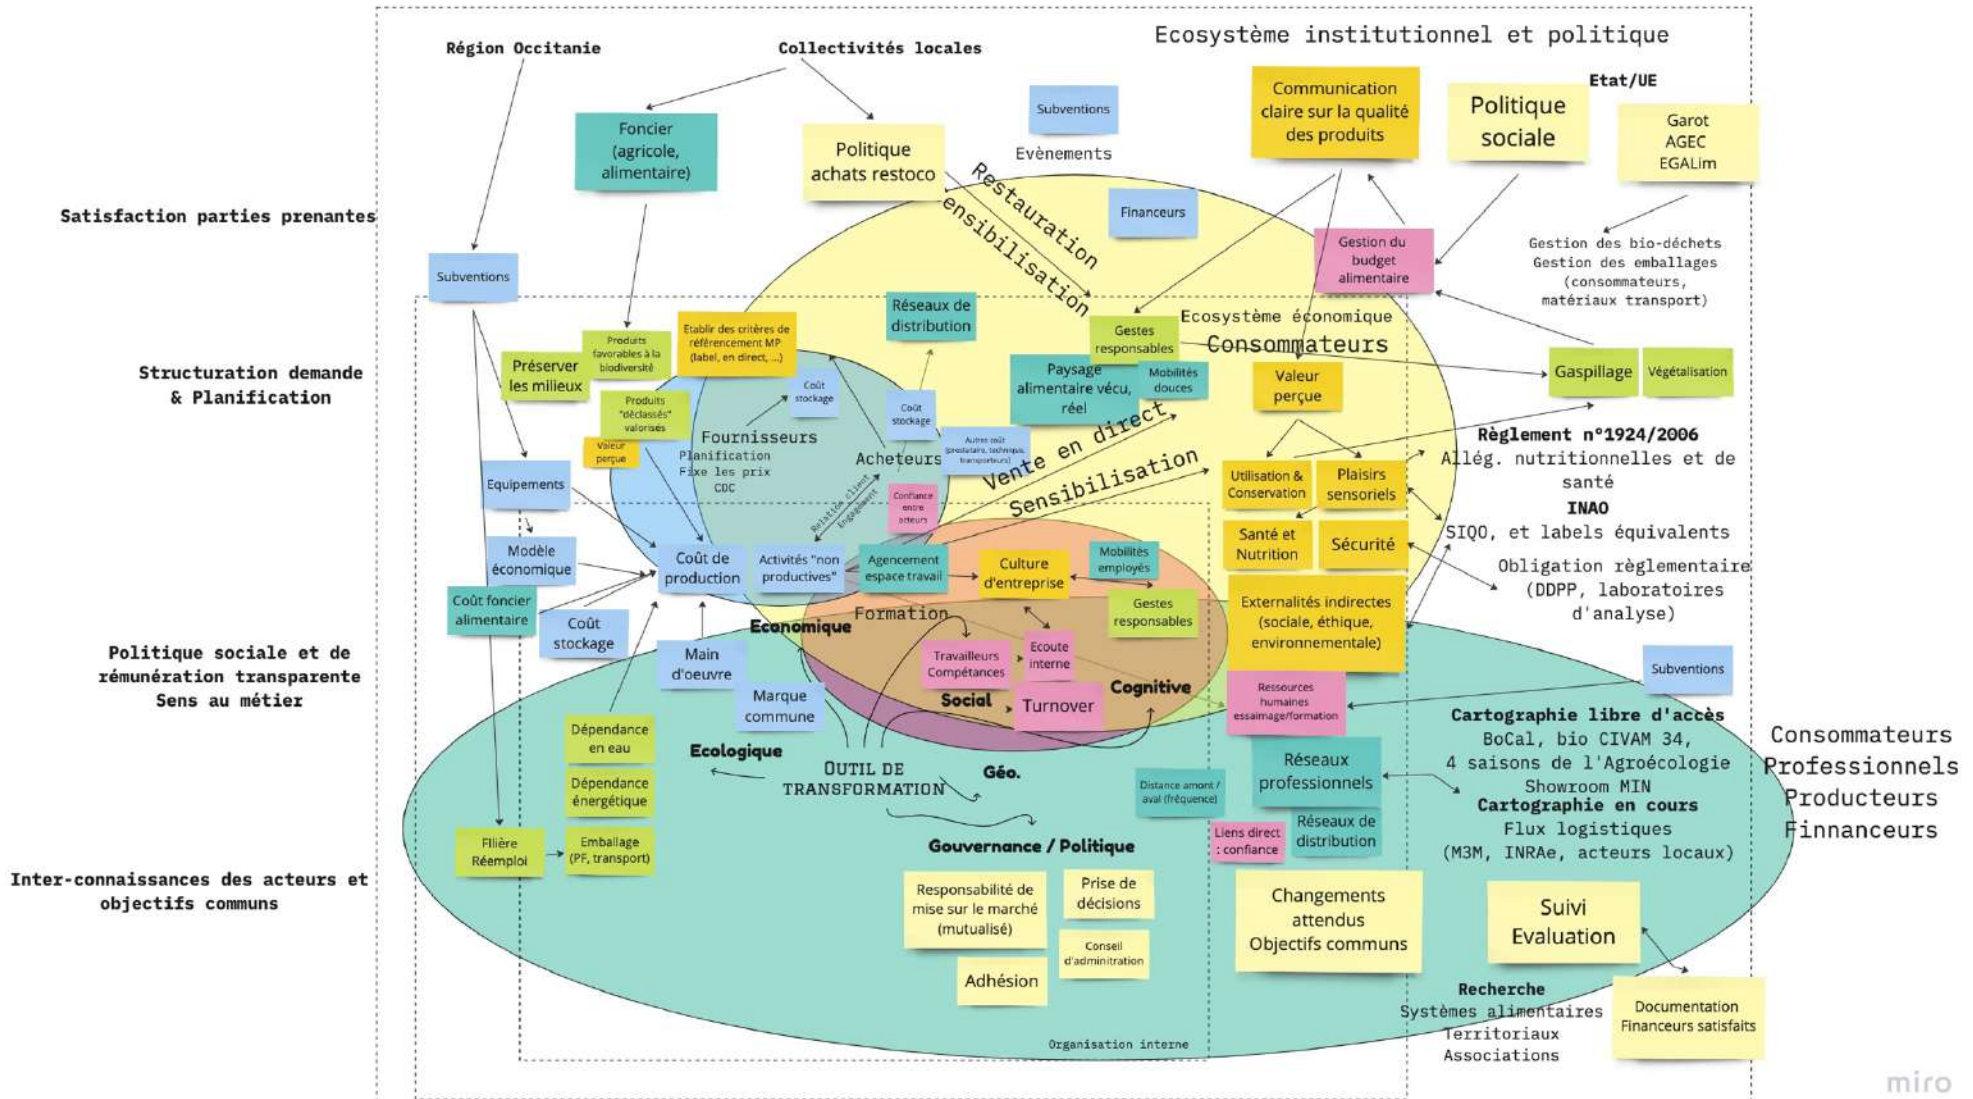 Région Occitanie
Collectivités locales
Ecosystème institutionnel et politique
Etat/UE
Foncier
(agricole,
alimentaire)
Politique
achats restoco
Subventions
Evènements
Communication
claire sur la qualité
des produits
Politique
sociale
Garot
AGEC
EGALim
Satisfaction parties prenantes
Subventions
Restauration
ensibilisation
Financeurs
Gestion du
budget
alimentaire
Gestion des bio-déchets
Gestion des emballages
(consommateurs,
matériaux transport)
Structuration demande
& Planification
Préserver
les milieux
Produits
favorables à la
biodiversité
Etablir des critères de
référencement MP
(label, en direct, ...)
Réseaux de
distribution
Gestes
responsables
Ecosystème économique
Consommateurs
Paysage
alimentaire vécu,
réel
Mobilités
douces
Valeur
perçue
Gaspillage
Végétalisation
Produits
"déclassés"
valorisés
Valeur
perçue
Coût
stockage
Coût
stockage
Fournisseurs
Planification
Fixe les prix
CDC
Acheteurs
Autres coût
(prestataire, technique,
transporteurs)
Vente en direct
Sensibilisation
Relation client
Engagement
Confiance
entre
acteurs
Utilisation &
Conservation
Plaisirs
sensoriels
Santé et
Nutrition
Sécurité
Règlement n°1924/2006
Allég. nutritionnelles et de
santé
INAO
SIQO, et labels équivalents
Obligation règlementaire
(DDPP, laboratoires
d'analyse)
Equipements
Modèle
économique
Coût foncier
alimentaire
Coût
stockage
Coût de
production
Activités "non
productives"
Agencement
espace travail
Culture
d'entreprise
Mobilités
employés
Gestes
responsables
Externalités indirectes
(sociale, éthique,
environnementale)
Politique sociale et de
rémunération transparente
Sens au métier
Economique
Formation
Main
d'oeuvre
Marque
commune
Travailleurs
Compétances
Ecoute
interne
Social
Turnover
Cognitive
Ressources
humaines
essaimage/formation
Subventions
Ecologique
OUTIL DE
TRANSFORMATION
Géo.
Dépendance
en eau
Dépendance
énergétique
FIlière
Réemploi
Emballage
(PF, transport)
Distance amont /
aval (fréquence)
Réseaux
professionnels
Liens direct
: confiance
Réseaux de
distribution
Cartographie libre d'accès
BoCal, bio CIVAM 34,
4 saisons de l'Agroécologie
Showroom MIN
Cartographie en cours
Flux logistiques
(M3M, INRAe, acteurs locaux)
Consommateurs
Professionnels
Producteurs
Finnanceurs
Inter-connaissances des acteurs et
objectifs communs
Gouvernance / Politique
Responsabilité de
mise sur le marché
(mutualisé)
Prise de
décisions
Conseil
d'adminitration
Adhésion
Changements
attendus
Objectifs communs
Suivi
Evaluation
Recherche
Systèmes alimentaires
Territoriaux
Associations
Documentation
Financeurs satisfaits
Organisation interne
miro